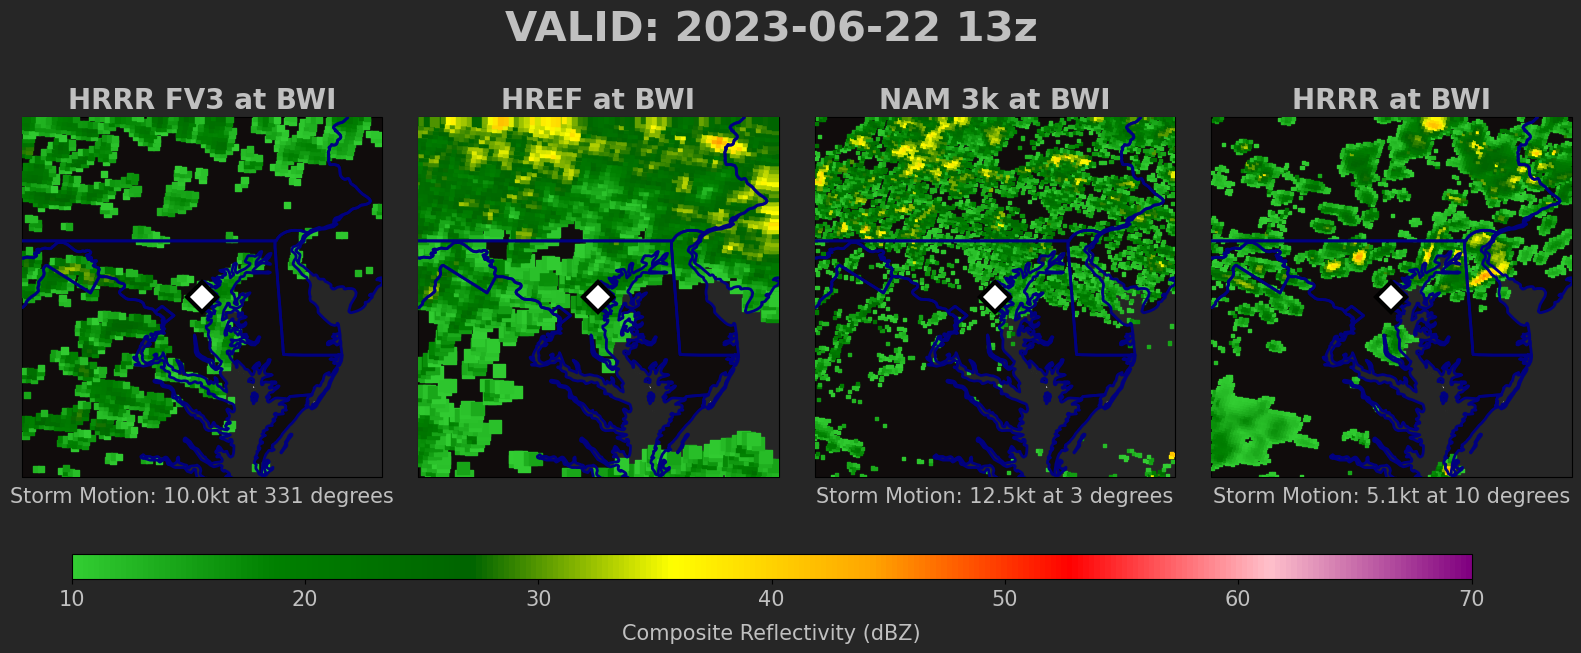 VALID: 2023-06-22 13z
HRRR FV3 at BWI
HREF at BWI
NAM 3k at BWI
HRRR at BWI
Storm Motion: 10.0kt at 331 degrees
Storm Motion: 12.5kt at 3 degrees
Storm Motion: 5.1kt at 10 degrees
10 20 30 40 50 60 70
Composite Reflectivity (dBZ)